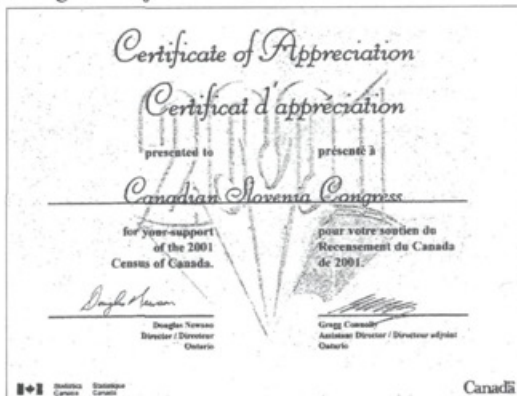 Certificate of Appreciation
Certificat d'appréciation
presented to
présenté à
Canadian Slovenia Congress
for your support
of the 2001
Census of Canada.
pour votre soutien du
Recensement du Canada
de 2001.
Director / Directeur
Ontario
Gregg Connolly
Assistant Director / Directeur adjoint
Ontario
Statistics Canada
Statistique Canada
Canada